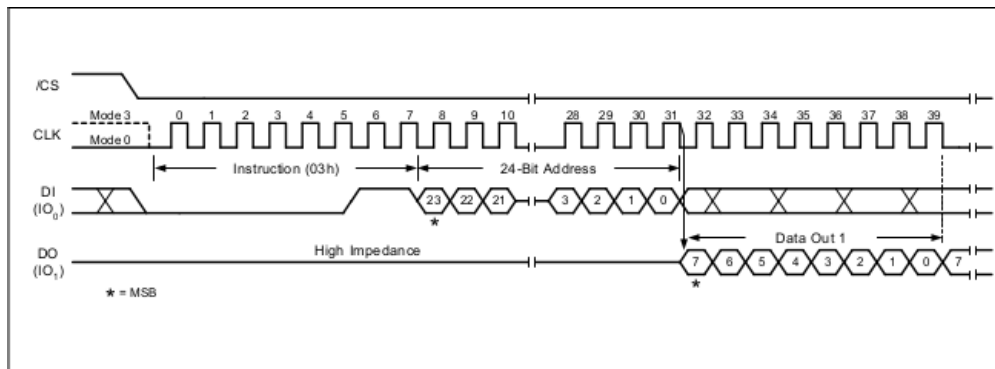 /CS
Mode 3
0 1 2 3 4 5 6 7 8 9 10 28 29 30 31 32 33 34 35 36 37 38 39
CLK
Mode 0
Instruction (03h) 24-Bit Address
DI
(IO0)
23 22 21 3 2 1 0
*
Data Out 1
High Impedance
DO
(IO1)
7 6 5 4 3 2 1 0 7
*
* = MSB